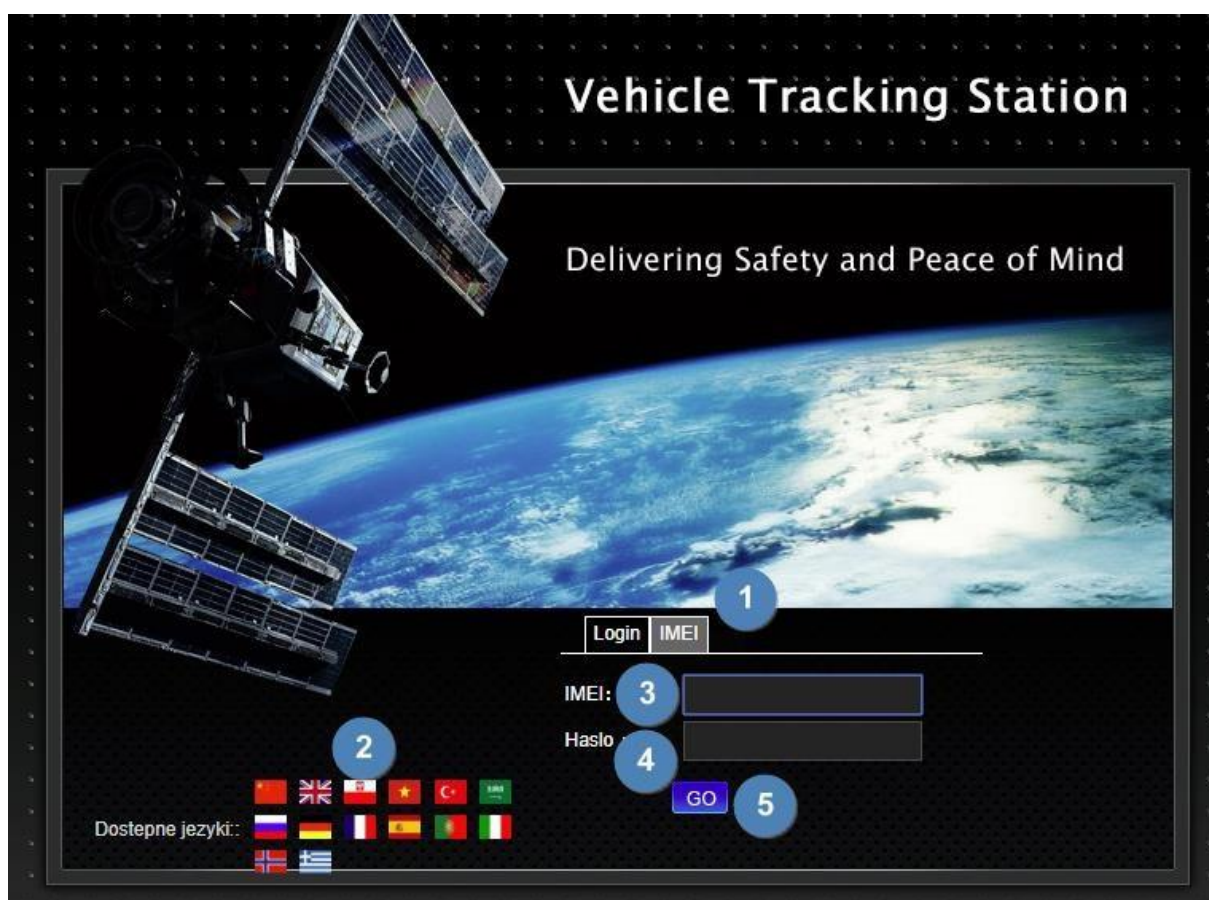 Vehicle Tracking Station
Delivering Safety and Peace of Mind
1
Login IMEI
IMEI: 3
Haslo :
4
2
GO 5
Dostepne jezyki::